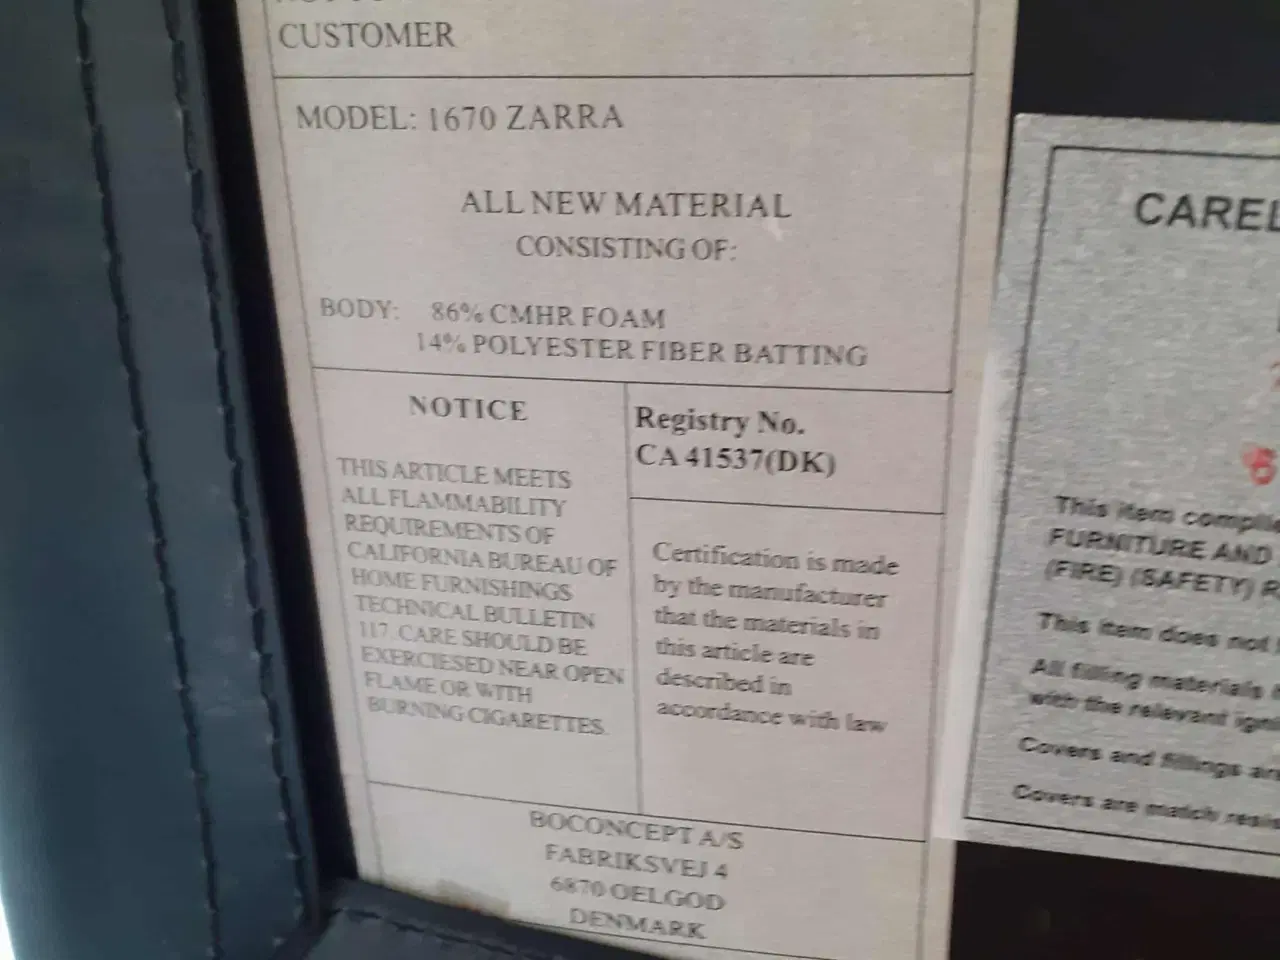 CUSTOMER
MODEL: 1670 ZARRA
ALL NEW MATERIAL
CONSISTING OF:
BODY: 86% CMHR FOAM
14% POLYESTER FIBER BATTING
NOTICE
THIS ARTICLE MEETS
ALL FLAMMABILITY
REQUIREMENTS OF
CALIFORNIA BUREAU OF
HOME FURNISHINGS
TECHNICAL BULLETIN
117. CARE SHOULD BE
EXERCIESED NEAR OPEN
FLAME OR WITH
BURNING CIGARETTES.
Registry No.
CA 41537(DK)
Certification is made
by the manufacturer
that the materials in
this article are
described in
accordance with law
BOCONCEPT A/S
FABRIKSVEJ 4
6870 OELGOD
DENMARK
This item
FURNITURE AND
(FIRE) (SAFETY)
This item does not
All filling materials
with the relevant
Covers and fillings
Covers are match